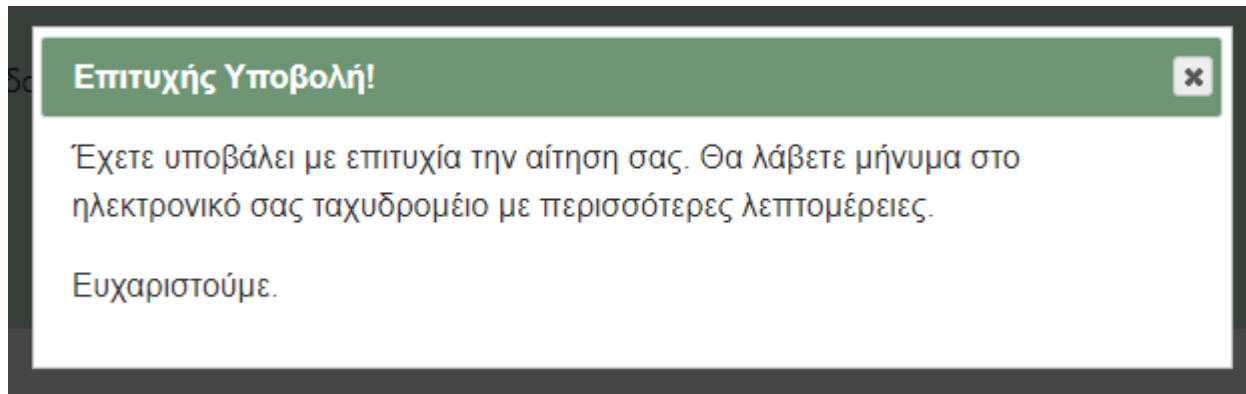 Επιτυχής Υποβολή!
Έχετε υποβάλει με επιτυχία την αίτηση σας. Θα λάβετε μήνυμα στο
ηλεκτρονικό σας ταχυδρομέιο με περισσότερες λεπτομέρειες.
Ευχαριστούμε.